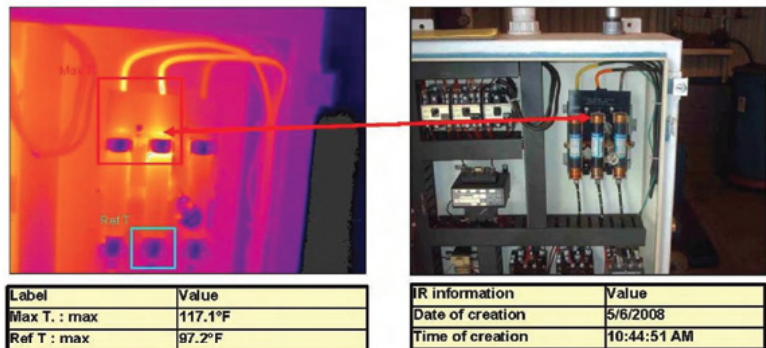 Max T.
Ref T
Label Value
Max T. : max 117.1°F
Ref T : max 97.2°F
IR information Value
Date of creation 5/6/2008
Time of creation 10:44:51 AM